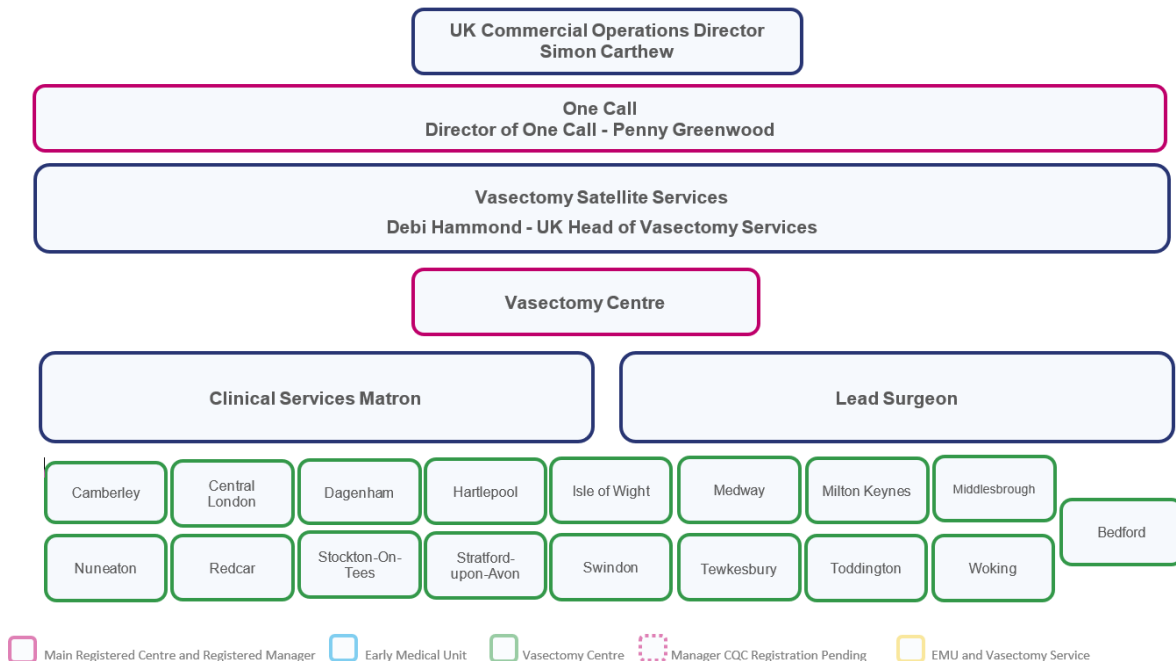 UK Commercial Operations Director
Simon Carthew
One Call
Director of One Call - Penny Greenwood
Vasectomy Satellite Services
Debi Hammond - UK Head of Vasectomy Services
Vasectomy Centre
Clinical Services Matron
Lead Surgeon
Camberley
Central
London
Dagenham
Hartlepool
Isle of Wight
Medway
Milton Keynes
Middlesbrough
Bedford
Nuneaton
Redcar
Stockton-On-
Tees
Stratford-
upon-Avon
Swindon
Tewkesbury
Toddington
Woking
Main Registered Centre and Registered Manager
Early Medical Unit
Vasectomy Centre
Manager CQC Registration Pending
EMU and Vasectomy Service